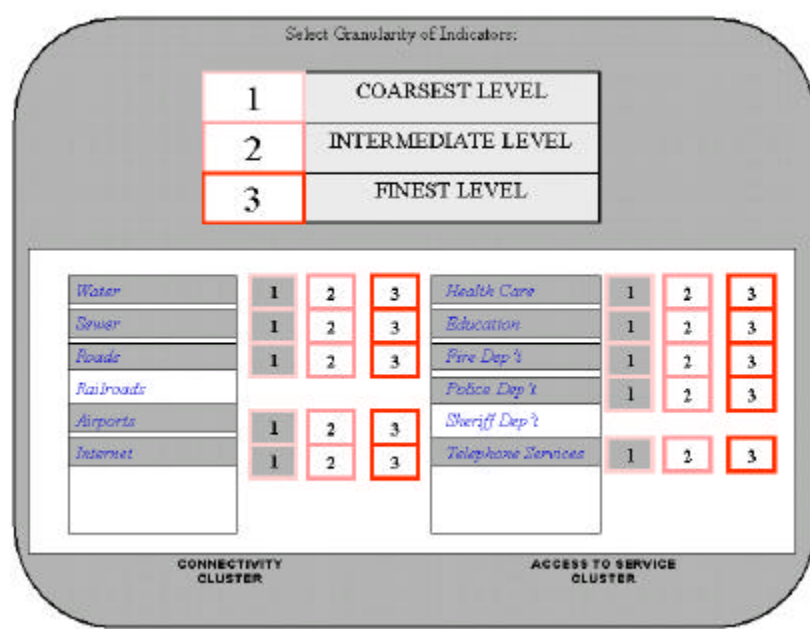 Select Granularity of Indicators:
1 COARSEST LEVEL
2 INTERMEDIATE LEVEL
3 FINEST LEVEL
Water 1 2 3 Health Care 1 2 3
Sewer 1 2 3 Education 1 2 3
Roads 1 2 3 Fire Dep't 1 2 3
Railroads Police Dep't 1 2 3
Airports 1 2 3 Sheriff Dep't
Internet 1 2 3 Telephone Services 1 2 3
CONNECTIVITY ACCESS TO SERVICE
CLUSTER CLUSTER